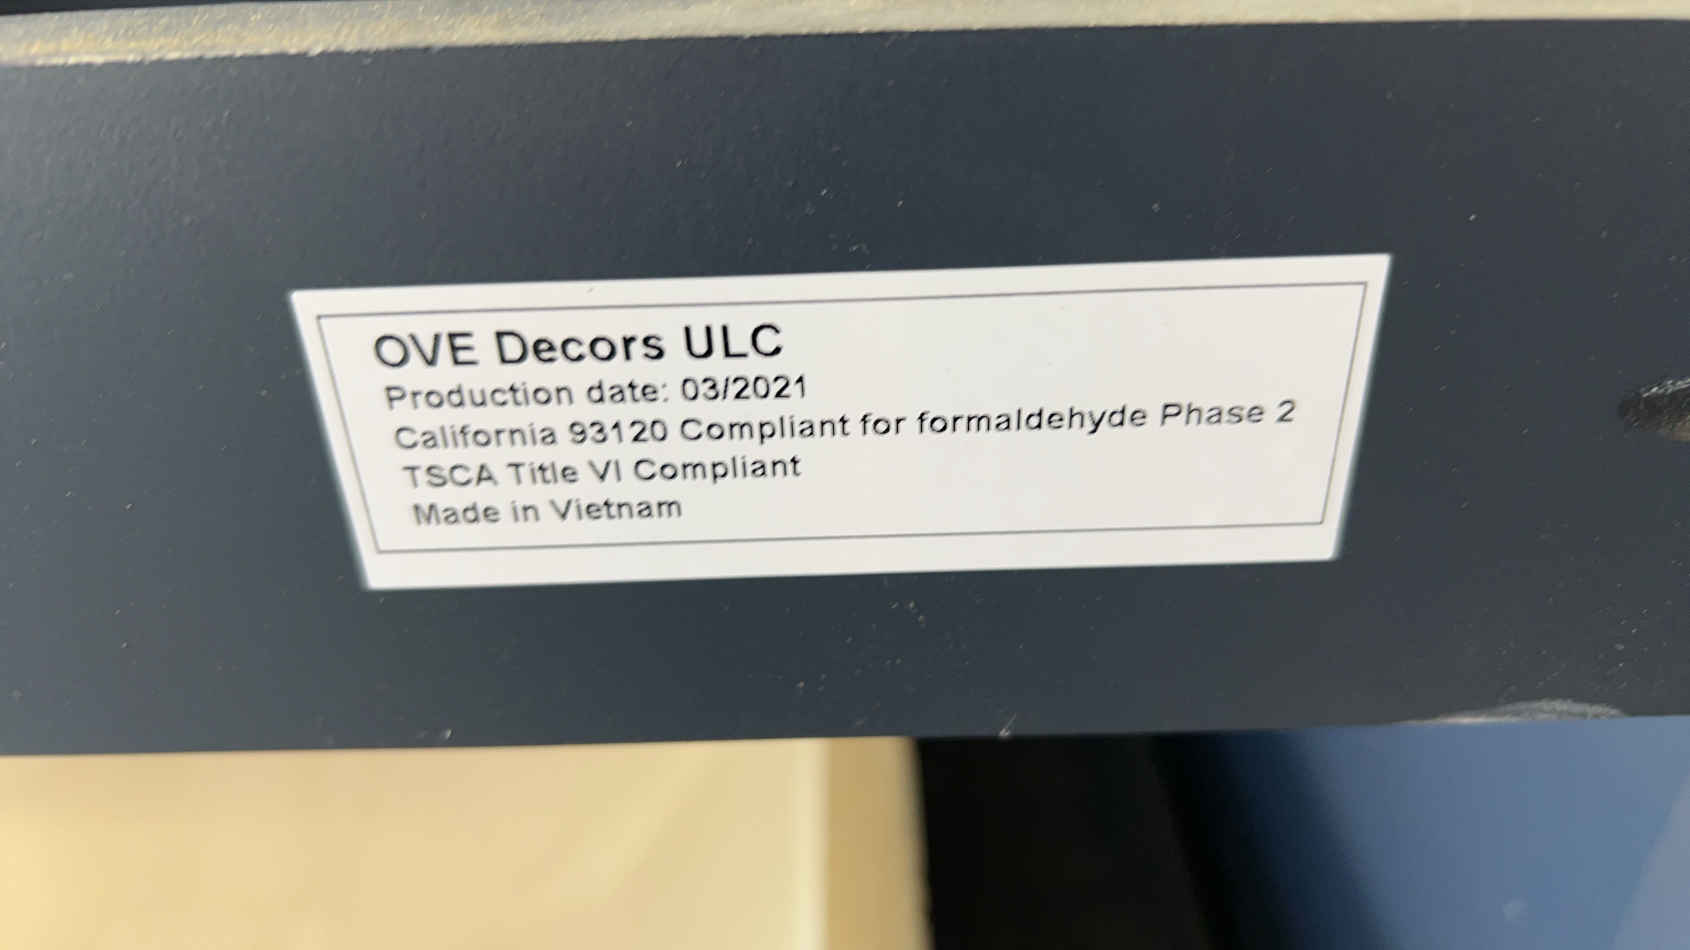 OVE Decors ULC
Production date: 03/2021
California 93120 Compliant for formaldehyde Phase 2
TSCA Title VI Compliant
Made in Vietnam